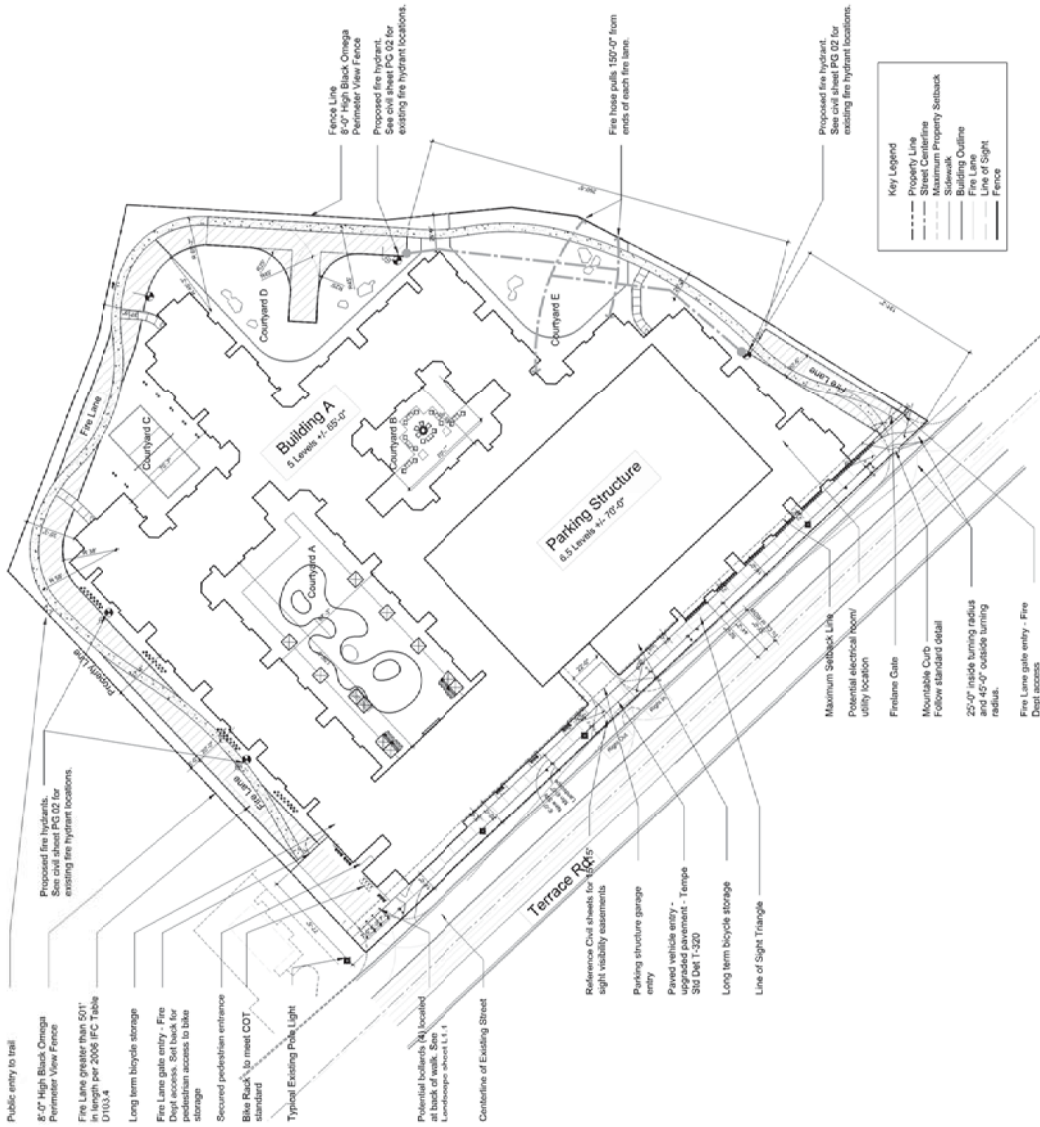 Public entry to trail
8'-0" High Black Omega
Perimeter View Fence
Fire Lane greater than 501'
in length per 2006 IFC Table
D103.4
Long term bicycle storage
Fire Lane gate entry - Fire
Dept access. Set back for
pedestrian access to bike
storage
Secured pedestrian entrance
Bike Rack - to meet COT
standard
Typical Existing Pole Light
Potential bollards (4) located
at back of walk. See
Landscape sheet L1.1
Centerline of Existing Street
Proposed fire hydrants.
See civil sheet PG 02 for
existing fire hydrant locations.
Fence Line
8'-0" High Black Omega
Perimeter View Fence
Proposed fire hydrant.
See civil sheet PG 02 for
existing fire hydrant locations.
Fire hose pulls 150'-0" from
ends of each fire lane.
Proposed fire hydrant.
See civil sheet PG 02 for
existing fire hydrant locations.
Key Legend
Property Line
Street Centerline
Maximum Property Setback
Sidewalk
Building Outline
Fire Lane
Line of Sight
Fence
Property Line
Fire Lane
Fire Lane
Fire Lane
Courtyard A
Courtyard B
Courtyard C
Courtyard D
Courtyard E
Building A
5 Levels +/- 65'-0"
Parking Structure
6.5 Levels +/- 70'-0"
Right Out
Terrace Rd.
Reference Civil sheets for
sight visibility easements
Parking structure garage
entry
Paved vehicle entry -
upgraded pavement - Tempe
Std Det T-320
Long term bicycle storage
Line of Sight Triangle
Maximum Setback Line
Potential electrical room/
utility location
Firelane Gate
Mountable Curb
Follow standard detail
25'-0" inside turning radius
and 45'-0" outside turning
radius.
Fire Lane gate entry - Fire
Dept access